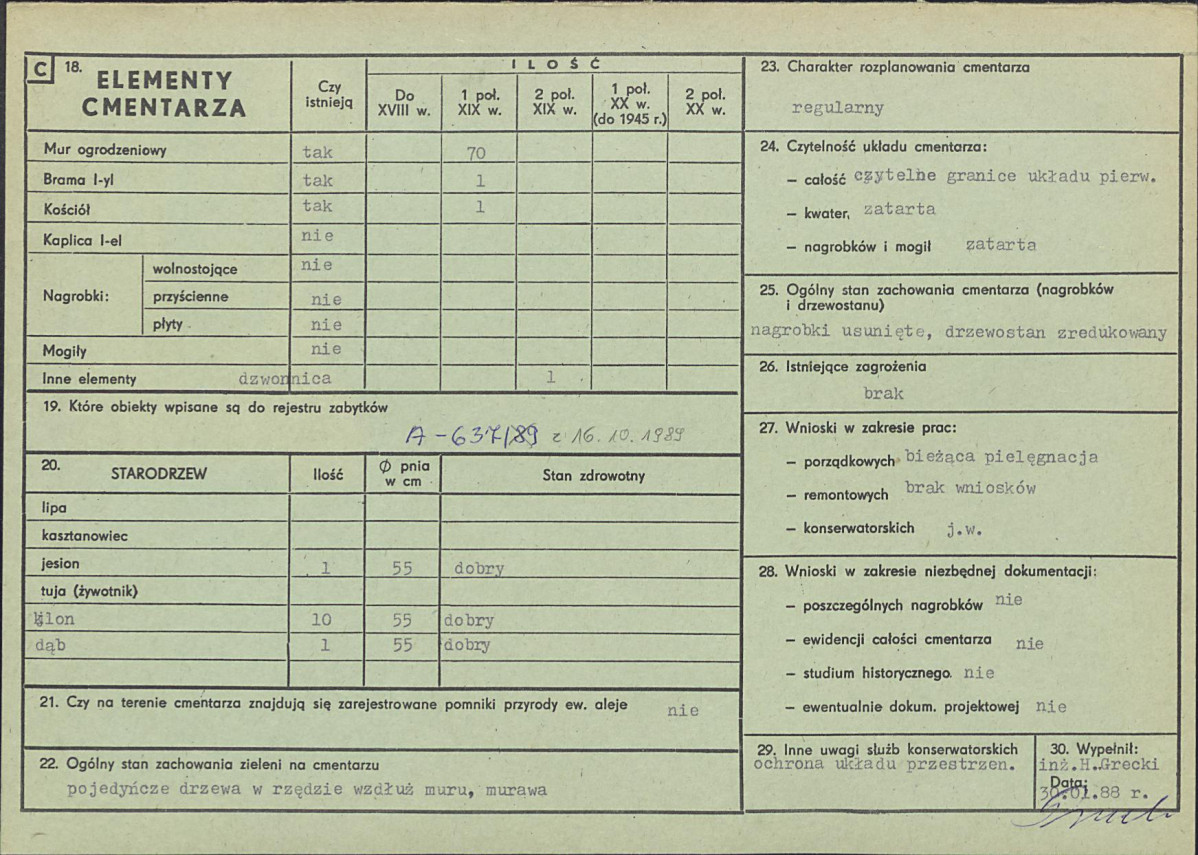 C 18. ELEMENTY CMENTARZA
Czy istnieją
ILOŚĆ
Do XVIII w.
1 poł. XIX w.
2 poł. XIX w.
1 poł. XX w. (do 1945 r.)
2 poł. XX w.
Mur ogrodzeniowy tak 70
Brama I-yl tak 1
Kościół tak 1
Kaplica I-el nie
Nagrobki:
wolnostojące nie
przyścienne nie
płyty nie
Mogiły nie
Inne elementy dzwonnica 1
19. Które obiekty wpisane są do rejestru zabytków
A-637/89 z 16.10.1989
20. STARODRZEW Ilość Ø pnia w cm Stan zdrowotny
lipa
kasztanowiec
jesion 1 55 dobry
tuja (żywotnik)
klon 10 55 dobry
dąb 1 55 dobry
21. Czy na terenie cmentarza znajdują się zarejestrowane pomniki przyrody ew. aleje nie
22. Ogólny stan zachowania zieleni na cmentarzu
pojedyńcze drzewa w rzędzie wzdłuż muru, murawa
23. Charakter rozplanowania cmentarza
regularny
24. Czytelność układu cmentarza:
– całość czytelne granice układu pierw.
– kwater, zatarta
– nagrobków i mogił zatarta
25. Ogólny stan zachowania cmentarza (nagrobków
i drzewostanu)
nagrobki usunięte, drzewostan zredukowany
26. Istniejące zagrożenia
brak
27. Wnioski w zakresie prac:
– porządkowych bieżąca pielęgnacja
– remontowych brak wniosków
– konserwatorskich j.w.
28. Wnioski w zakresie niezbędnej dokumentacji:
– poszczególnych nagrobków nie
– ewidencji całości cmentarza nie
– studium historycznego. nie
– ewentualnie dokum. projektowej nie
29. Inne uwagi służb konserwatorskich
ochrona układu przestrzen.
30. Wypełnił:
inż.H.Grecki
Data:
30.01.88 r.